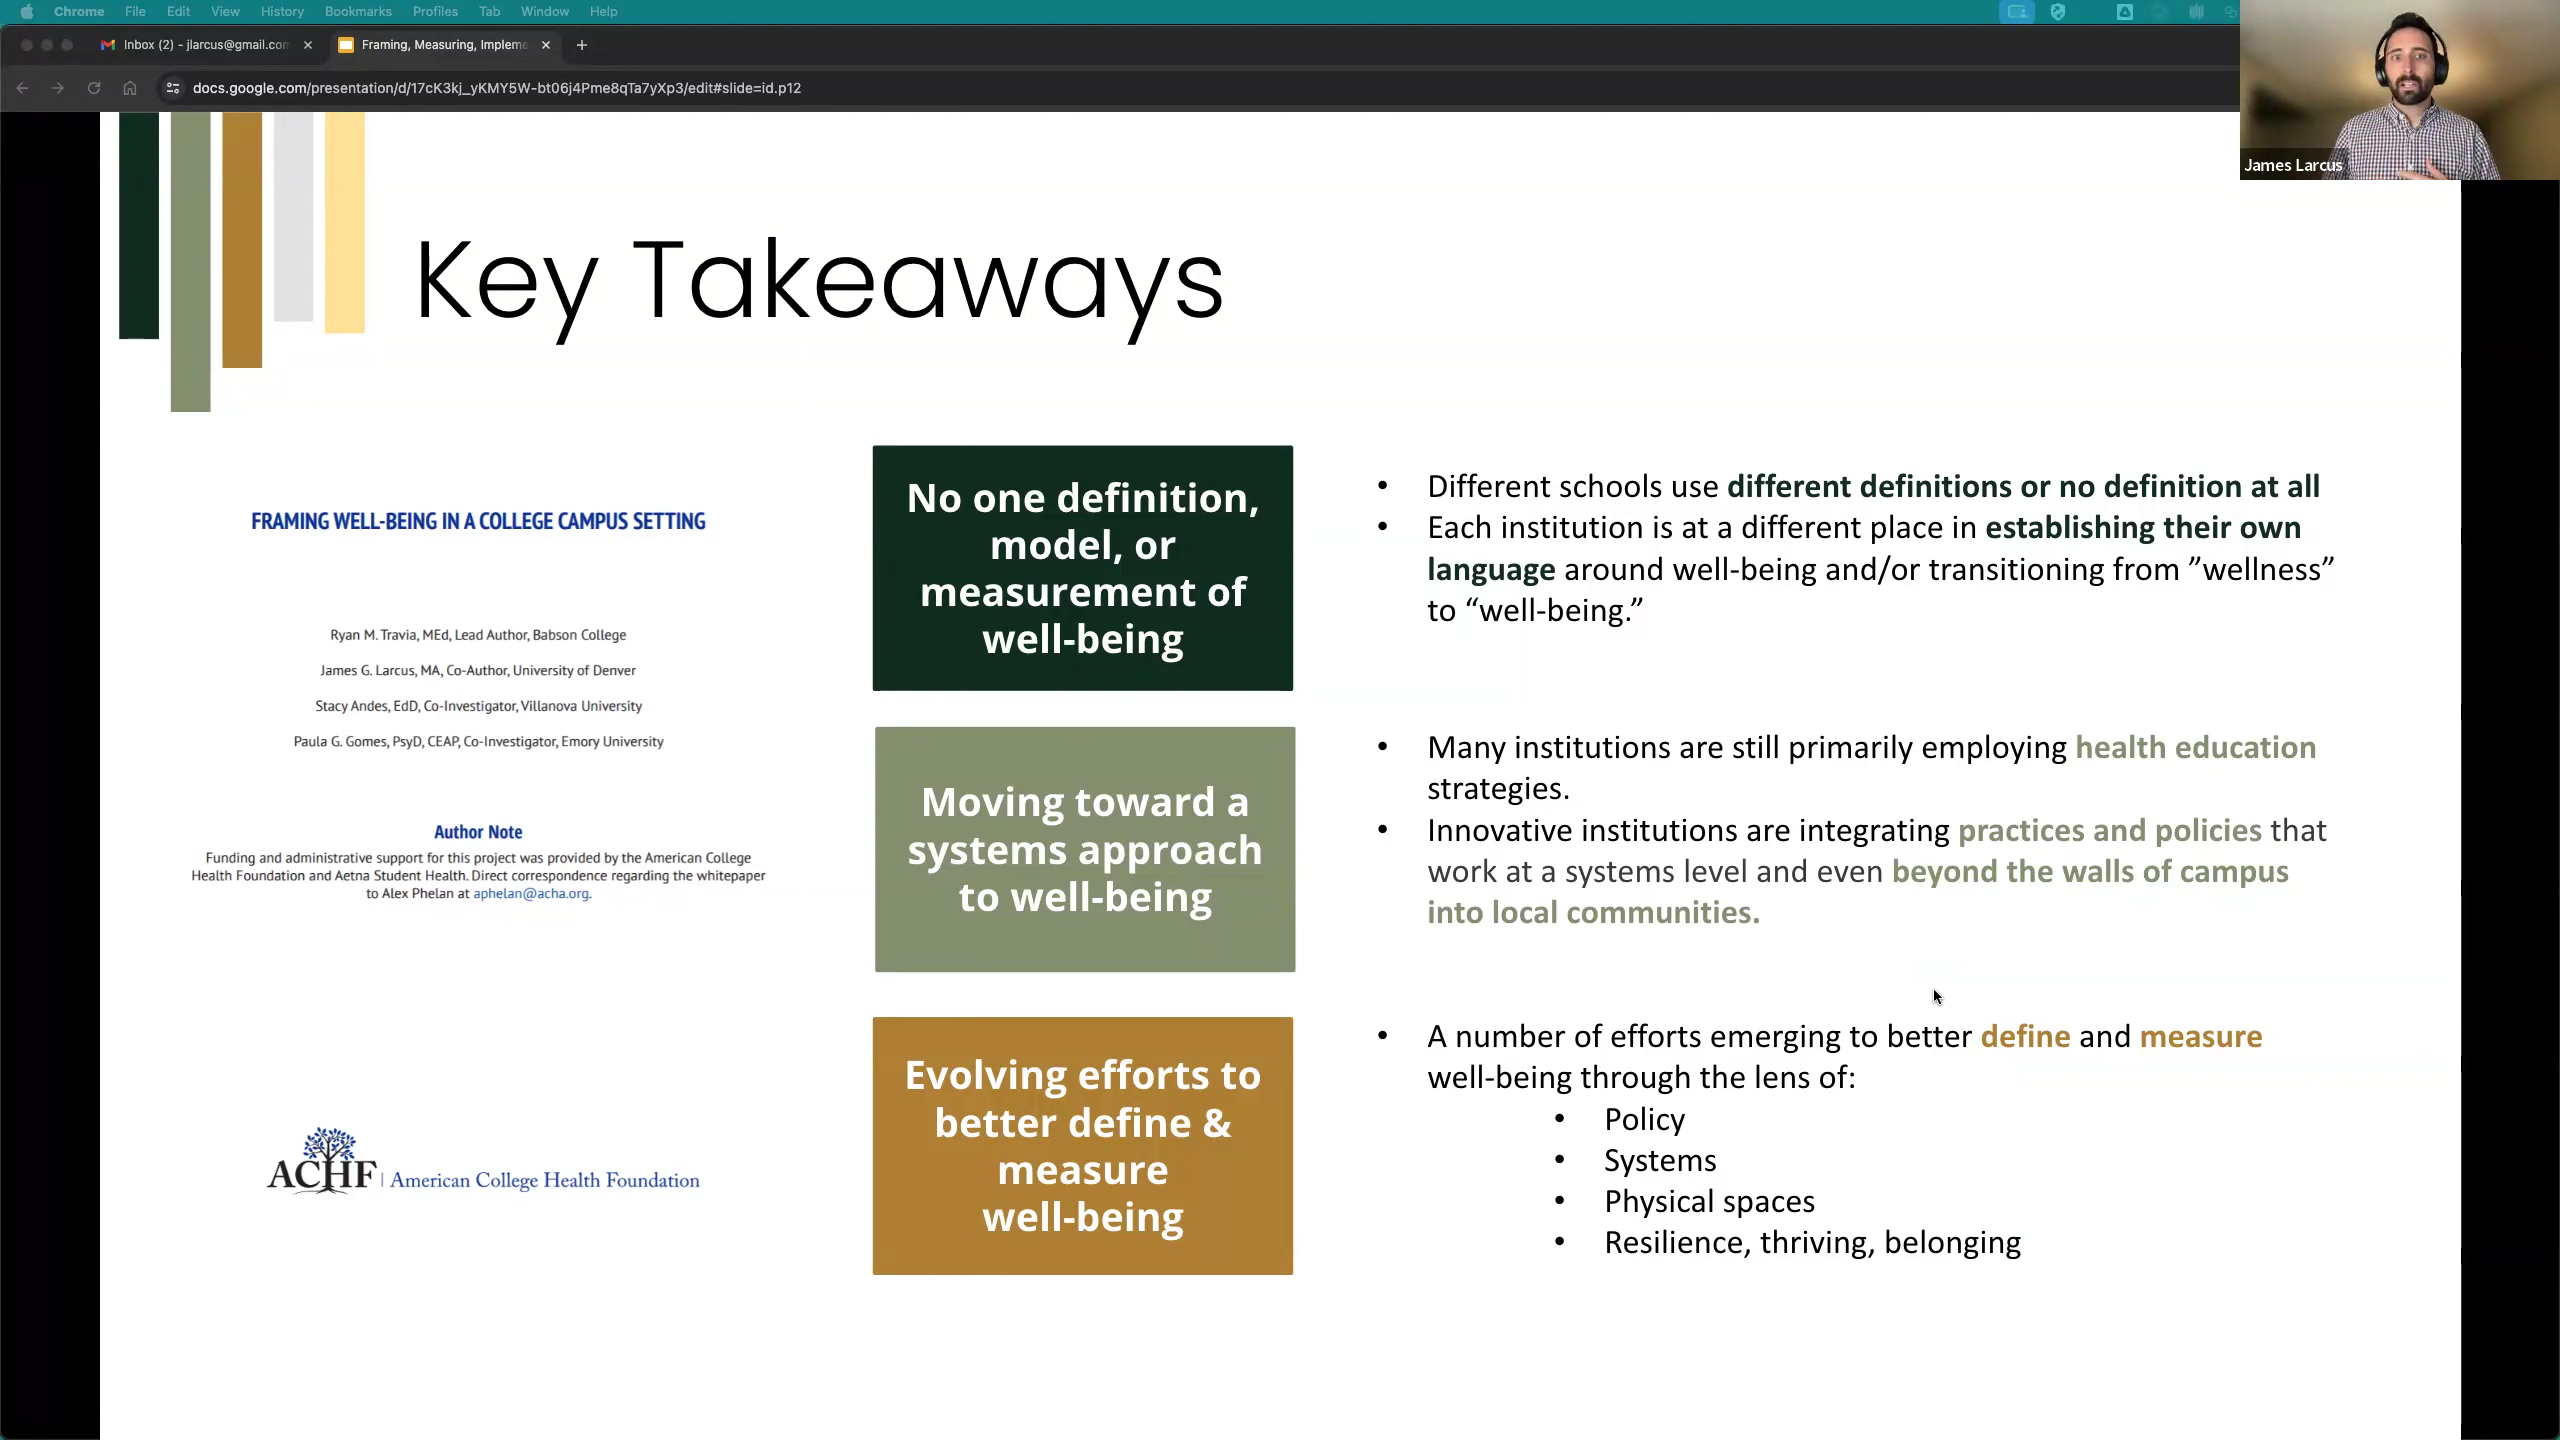 Chrome File Edit View History Bookmarks Profiles Tab Window Help
Inbox (2) - jlarcus@gmail.com
Framing, Measuring, Impleme
docs.google.com/presentation/d/17cK3kj_yKMY5W-bt06j4Pme8qTa7yXp3/edit#slide=id.p12
James Larcus
Key Takeaways
FRAMING WELL-BEING IN A COLLEGE CAMPUS SETTING
Ryan M. Travia, MEd, Lead Author, Babson College
James G. Larcus, MA, Co-Author, University of Denver
Stacy Andes, EdD, Co-Investigator, Villanova University
Paula G. Gomes, PsyD, CEAP, Co-Investigator, Emory University
Author Note
Funding and administrative support for this project was provided by the American College
Health Foundation and Aetna Student Health. Direct correspondence regarding the whitepaper
to Alex Phelan at aphelan@acha.org.
ACHF | American College Health Foundation
No one definition,
model, or
measurement of
well-being
• Different schools use different definitions or no definition at all
• Each institution is at a different place in establishing their own
language around well-being and/or transitioning from ”wellness”
to “well-being.”
Moving toward a
systems approach
to well-being
• Many institutions are still primarily employing health education
strategies.
• Innovative institutions are integrating practices and policies that
work at a systems level and even beyond the walls of campus
into local communities.
Evolving efforts to
better define &
measure
well-being
• A number of efforts emerging to better define and measure
well-being through the lens of:
• Policy
• Systems
• Physical spaces
• Resilience, thriving, belonging